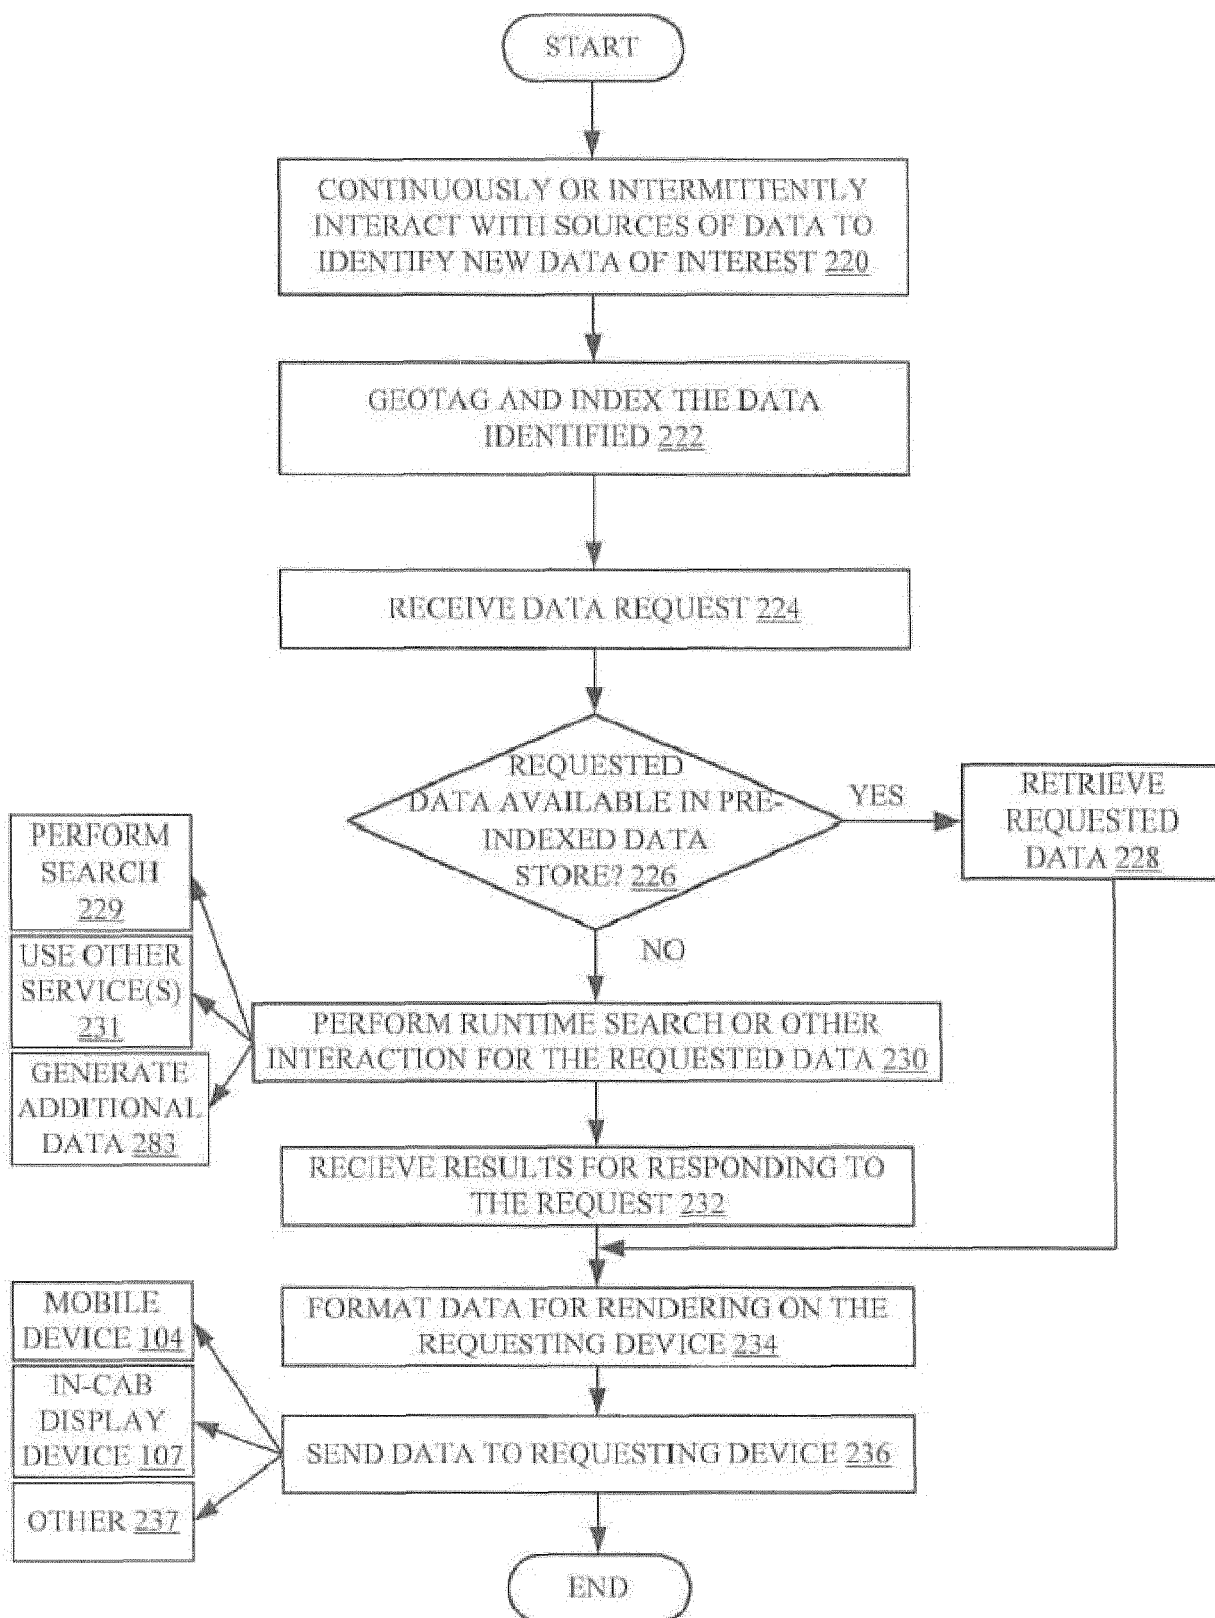 START
CONTINUOUSLY OR INTERMITTENTLY
INTERACT WITH SOURCES OF DATA TO
IDENTIFY NEW DATA OF INTEREST 220
GEOTAG AND INDEX THE DATA
IDENTIFIED 222
RECEIVE DATA REQUEST 224
REQUESTED
DATA AVAILABLE IN PRE-
INDEXED DATA
STORE? 226
YES
RETRIEVE
REQUESTED
DATA 228
NO
PERFORM
SEARCH
229
USE OTHER
SERVICE(S)
231
GENERATE
ADDITIONAL
DATA 283
PERFORM RUNTIME SEARCH OR OTHER
INTERACTION FOR THE REQUESTED DATA 230
RECIEVE RESULTS FOR RESPONDING TO
THE REQUEST 232
FORMAT DATA FOR RENDERING ON THE
REQUESTING DEVICE 234
MOBILE
DEVICE 104
IN-CAB
DISPLAY
DEVICE 107
OTHER 237
SEND DATA TO REQUESTING DEVICE 236
END